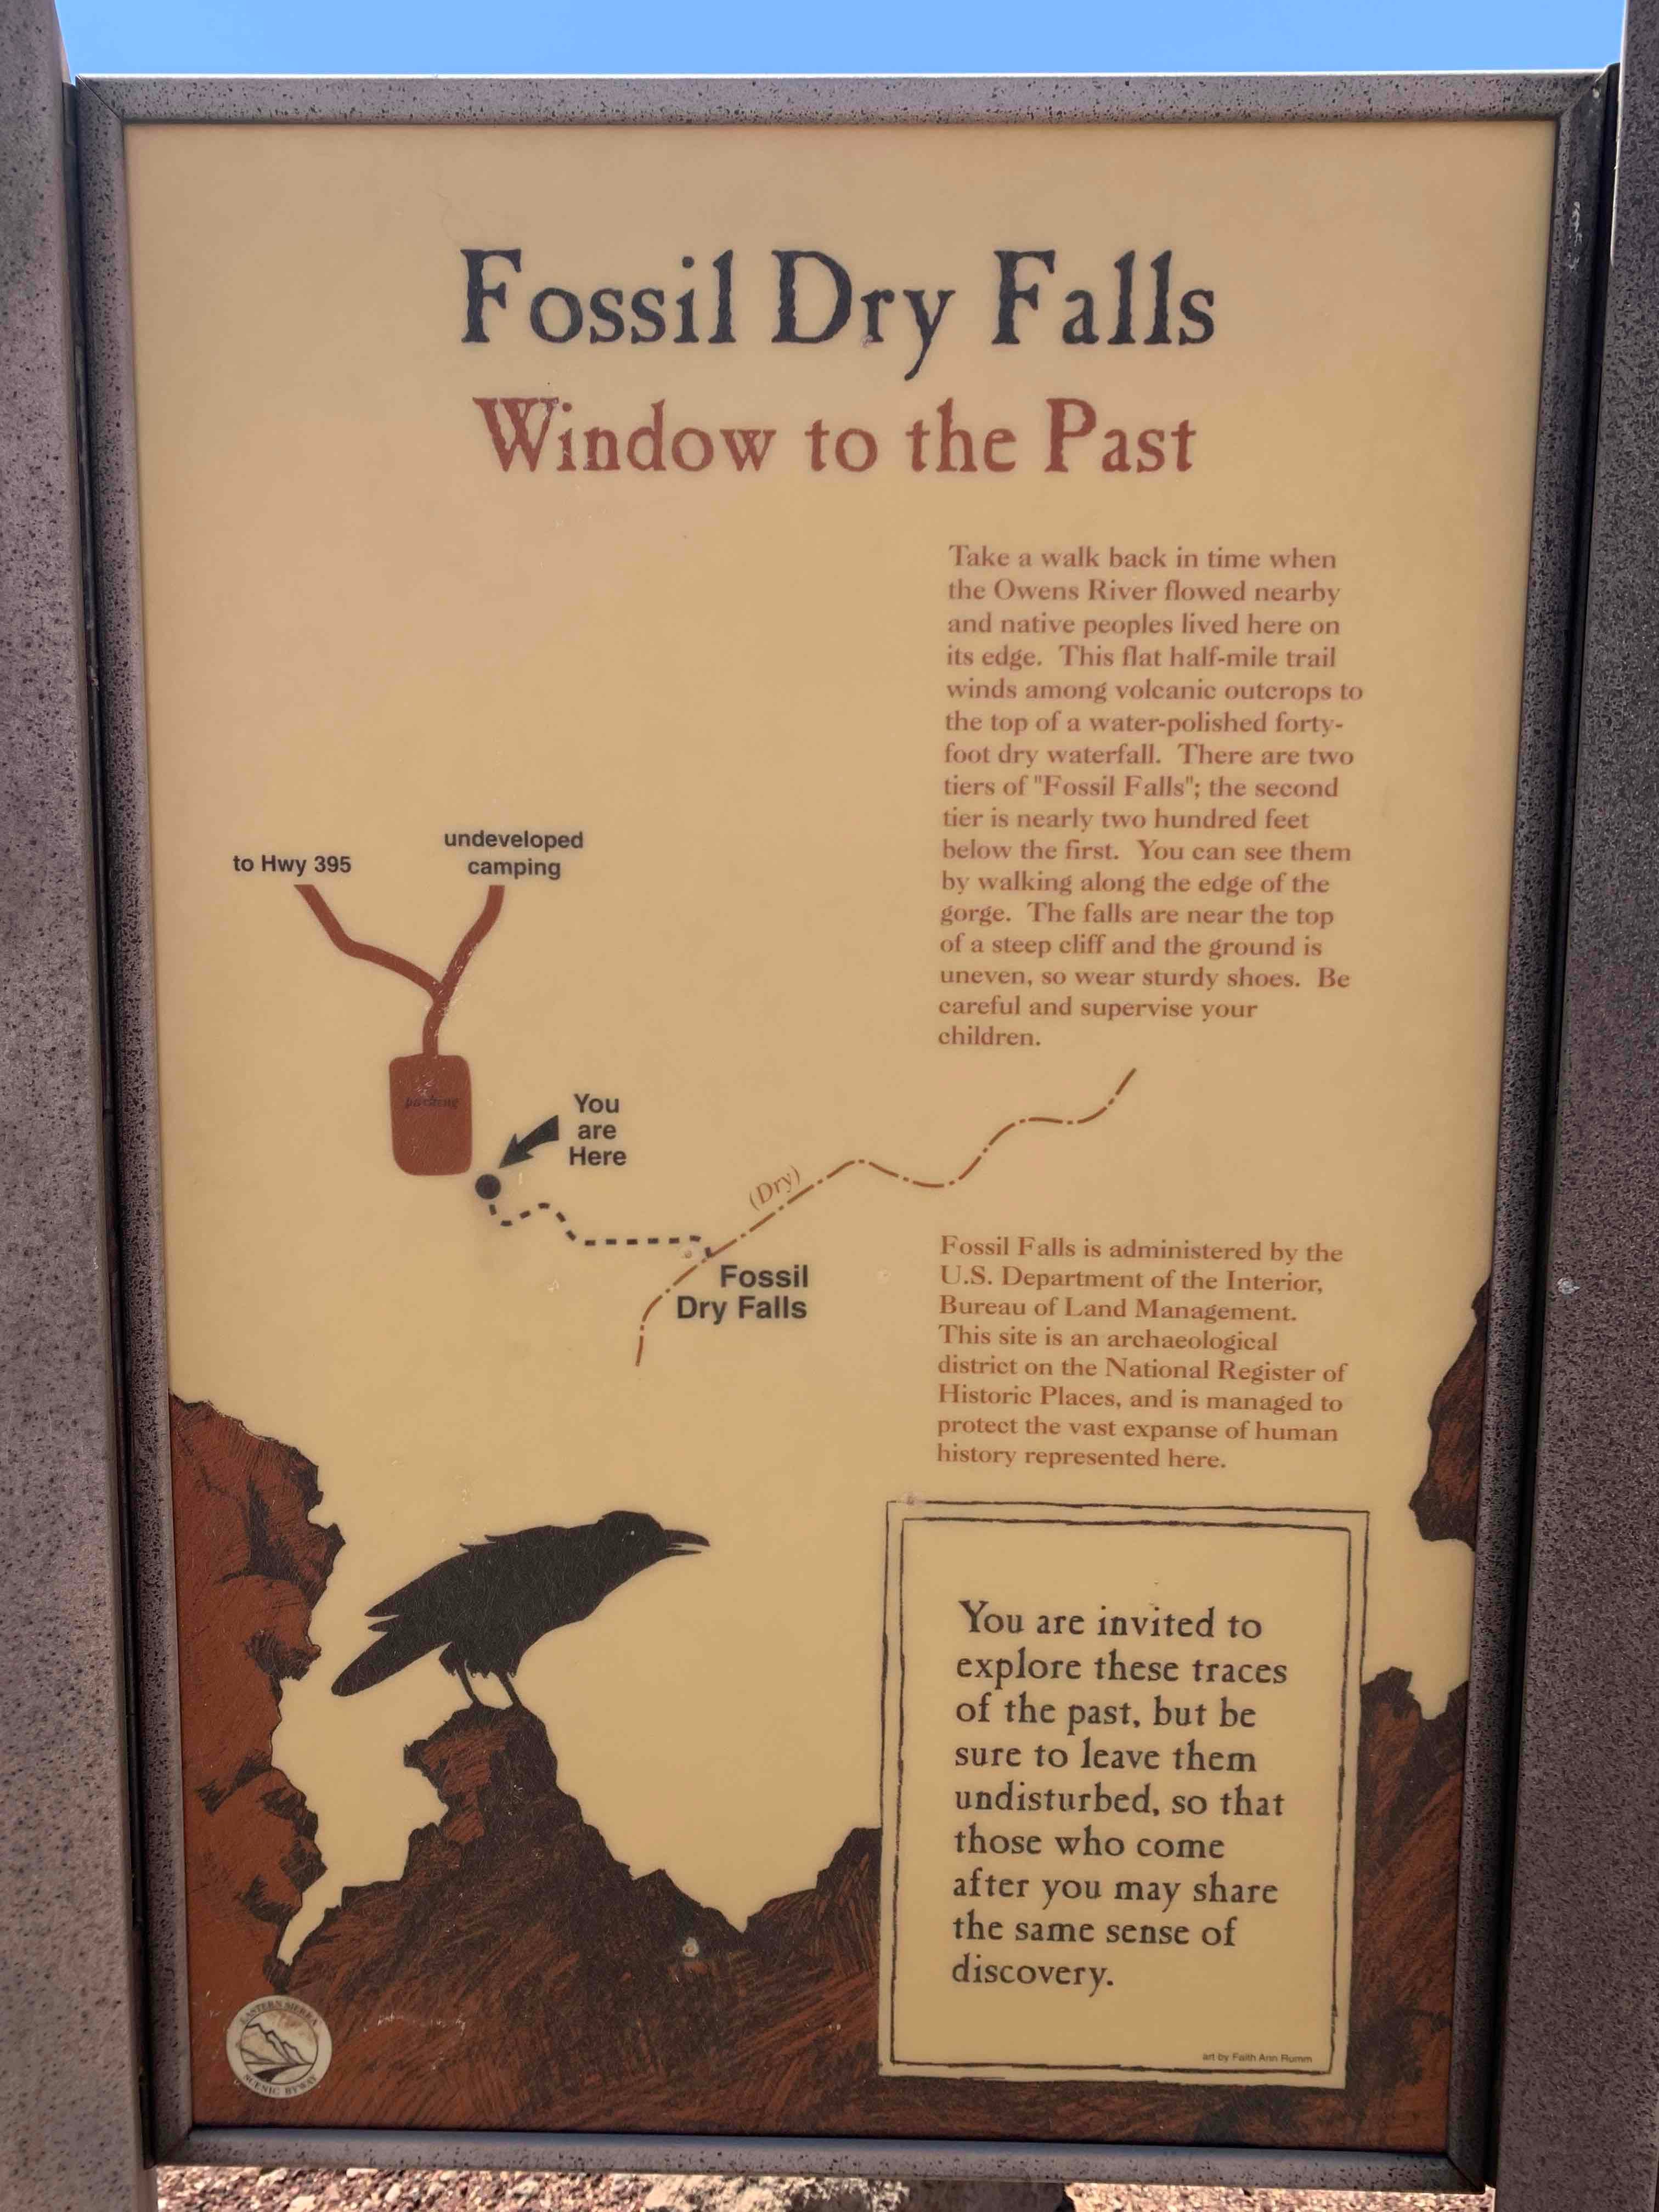 Fossil Dry Falls
Window to the Past
Take a walk back in time when
the Owens River flowed nearby
and native peoples lived here on
its edge.  This flat half-mile trail
winds among volcanic outcrops to
the top of a water-polished forty-
foot dry waterfall.  There are two
tiers of "Fossil Falls"; the second
tier is nearly two hundred feet
below the first.  You can see them
by walking along the edge of the
gorge.  The falls are near the top
of a steep cliff and the ground is
uneven, so wear sturdy shoes.  Be
careful and supervise your
children.
to Hwy 395
undeveloped
camping
parking
You
are
Here
(Dry)
Fossil
Dry Falls
Fossil Falls is administered by the
U.S. Department of the Interior,
Bureau of Land Management.
This site is an archaeological
district on the National Register of
Historic Places, and is managed to
protect the vast expanse of human
history represented here.
You are invited to
explore these traces
of the past, but be
sure to leave them
undisturbed, so that
those who come
after you may share
the same sense of
discovery.
art by Faith Ann Rumm
EASTERN SIERRA
SCENIC BYWAY